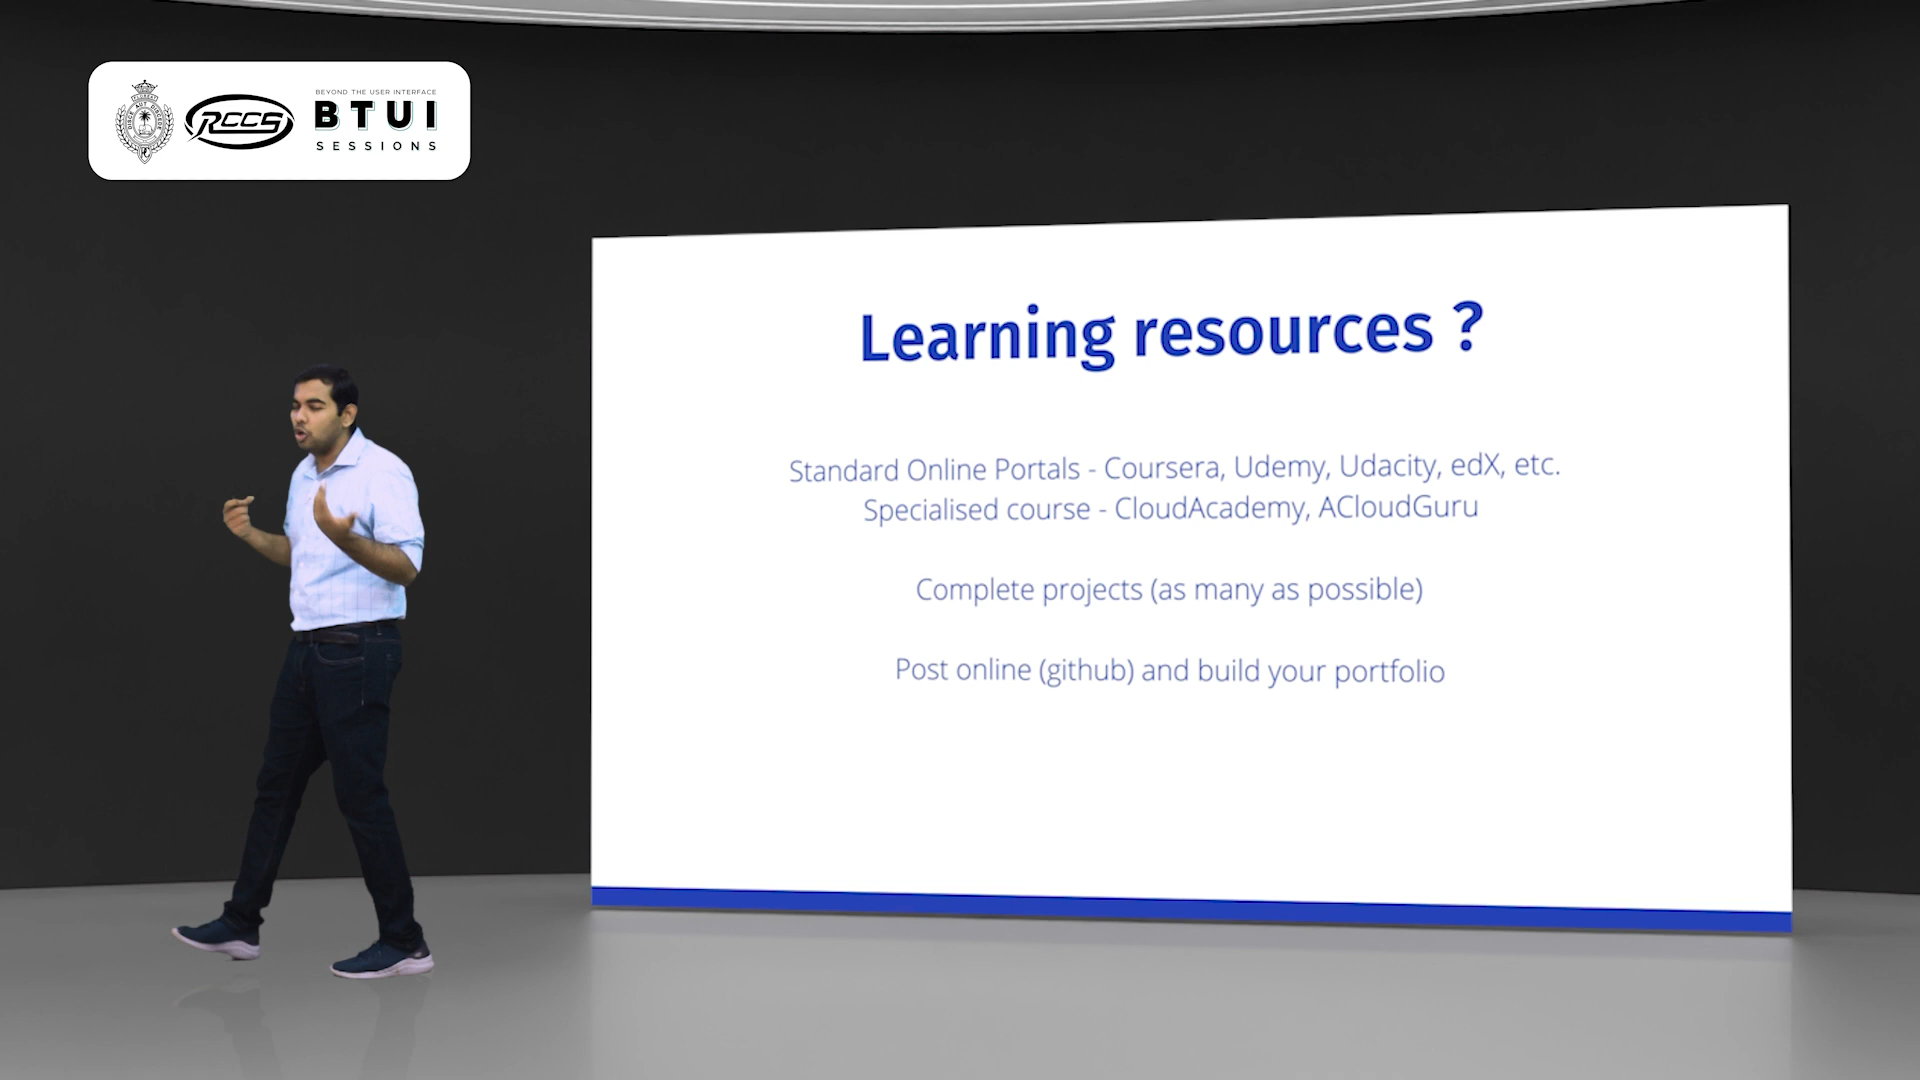 BEYOND THE USER INTERFACE
RCCS
BTUI
SESSIONS
Learning resources ?
Standard Online Portals - Coursera, Udemy, Udacity, edX, etc.
Specialised course - CloudAcademy, ACloudGuru
Complete projects (as many as possible)
Post online (github) and build your portfolio